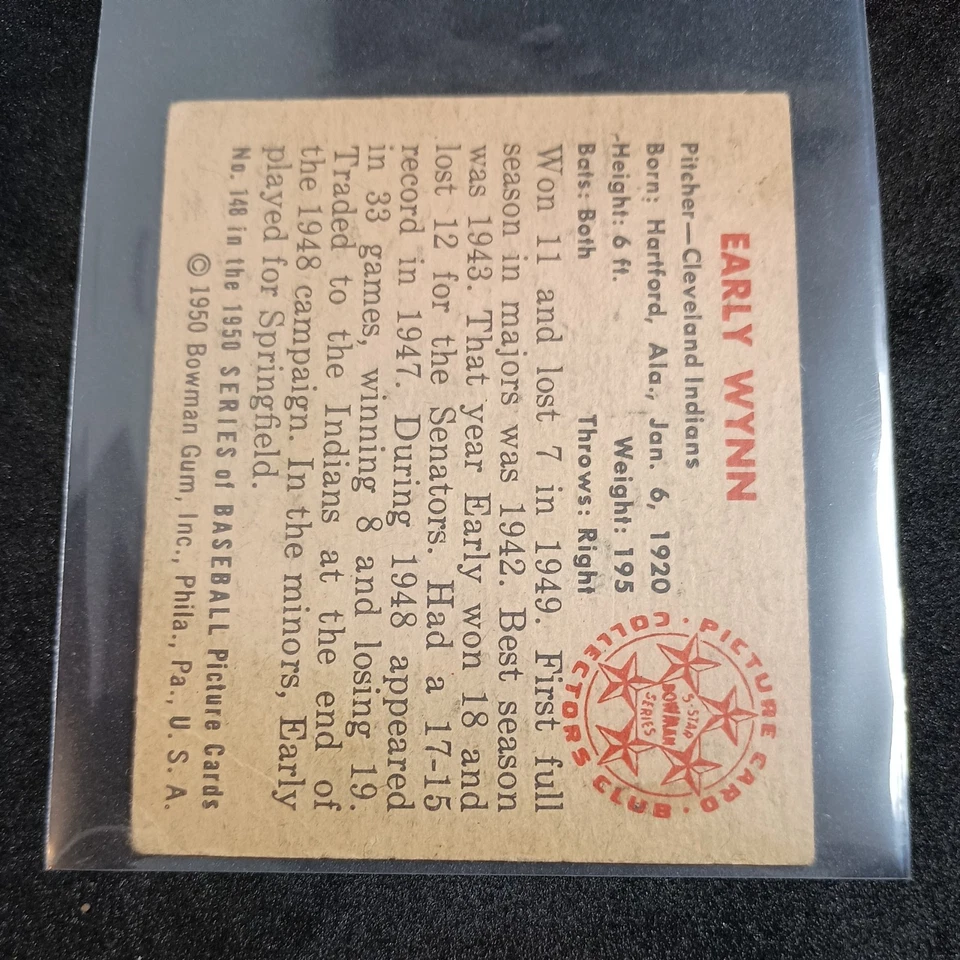 EARLY WYNN
Pitcher—Cleveland Indians
Born: Hartford, Ala., Jan. 6, 1920
Height: 6 ft. Weight: 195
Bats: Both Throws: Right
PICTURE CARD COLLECTORS CLUB
5-STAR
BOWMAN
SERIES
Won 11 and lost 7 in 1949. First full
season in majors was 1942. Best season
was 1943. That year Early won 18 and
lost 12 for the Senators. Had a 17-15
record in 1947. During 1948 appeared
in 33 games, winning 8 and losing 19.
Traded to the Indians at the end of
the 1948 campaign. In the minors, Early
played for Springfield.
No. 148 in the 1950 SERIES of BASEBALL Picture Cards
© 1950 Bowman Gum, Inc., Phila., Pa., U. S. A.